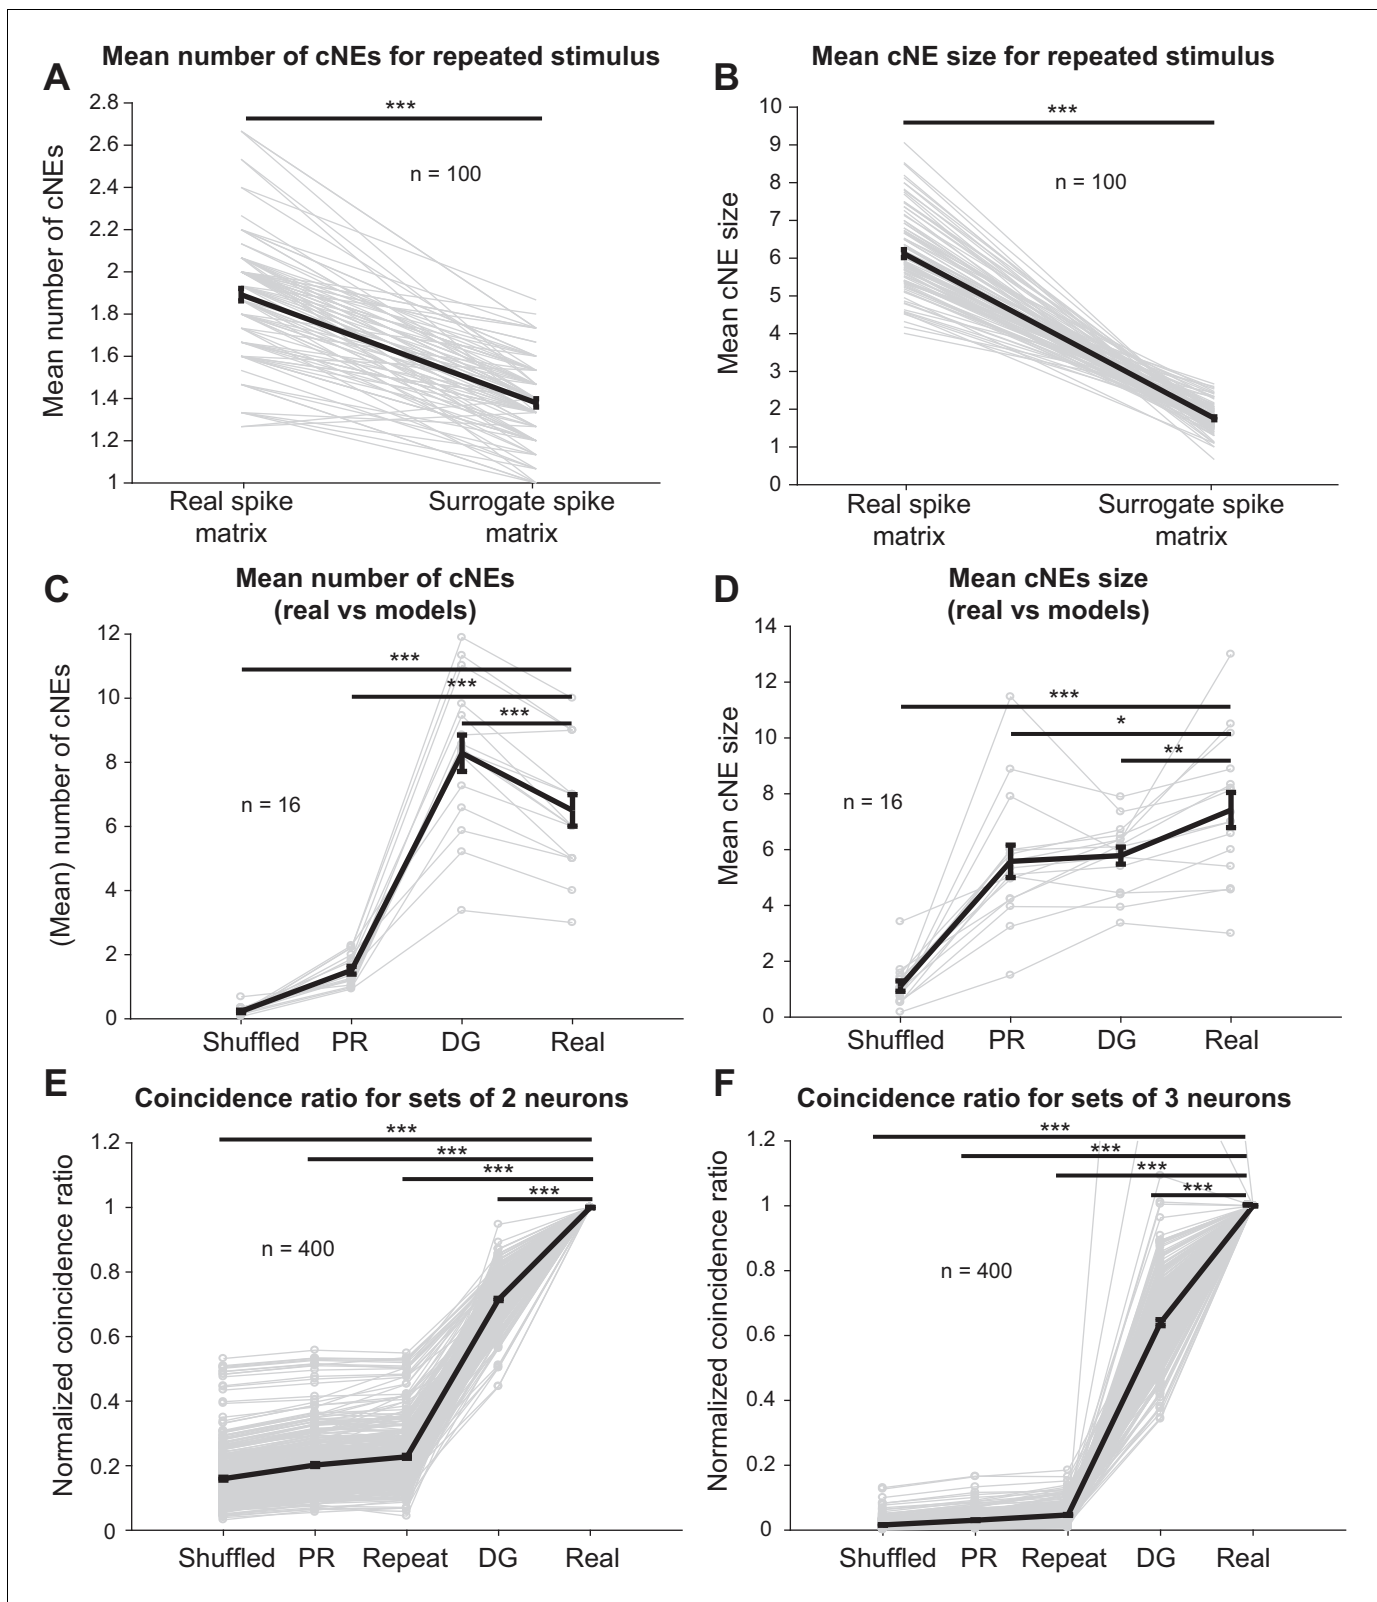 A
Mean number of cNEs for repeated stimulus
Mean number of cNEs
2.8
2.6
2.4
2.2
2
1.8
1.6
1.4
1.2
1
***
n = 100
Real spike
matrix
Surrogate spike
matrix
B
Mean cNE size for repeated stimulus
Mean cNE size
10
9
8
7
6
5
4
3
2
1
0
***
n = 100
Real spike
matrix
Surrogate spike
matrix
C
Mean number of cNEs
(real vs models)
(Mean) number of cNEs
12
10
8
6
4
2
0
***
***
***
n = 16
Shuffled PR DG Real
D
Mean cNEs size
(real vs models)
Mean cNE size
14
12
10
8
6
4
2
0
***
*
**
n = 16
Shuffled PR DG Real
E
Coincidence ratio for sets of 2 neurons
Normalized coincidence ratio
1.2
1
0.8
0.6
0.4
0.2
0
***
***
***
***
n = 400
Shuffled PR Repeat DG Real
F
Coincidence ratio for sets of 3 neurons
Normalized coincidence ratio
1.2
1
0.8
0.6
0.4
0.2
0
***
***
***
***
n = 400
Shuffled PR Repeat DG Real